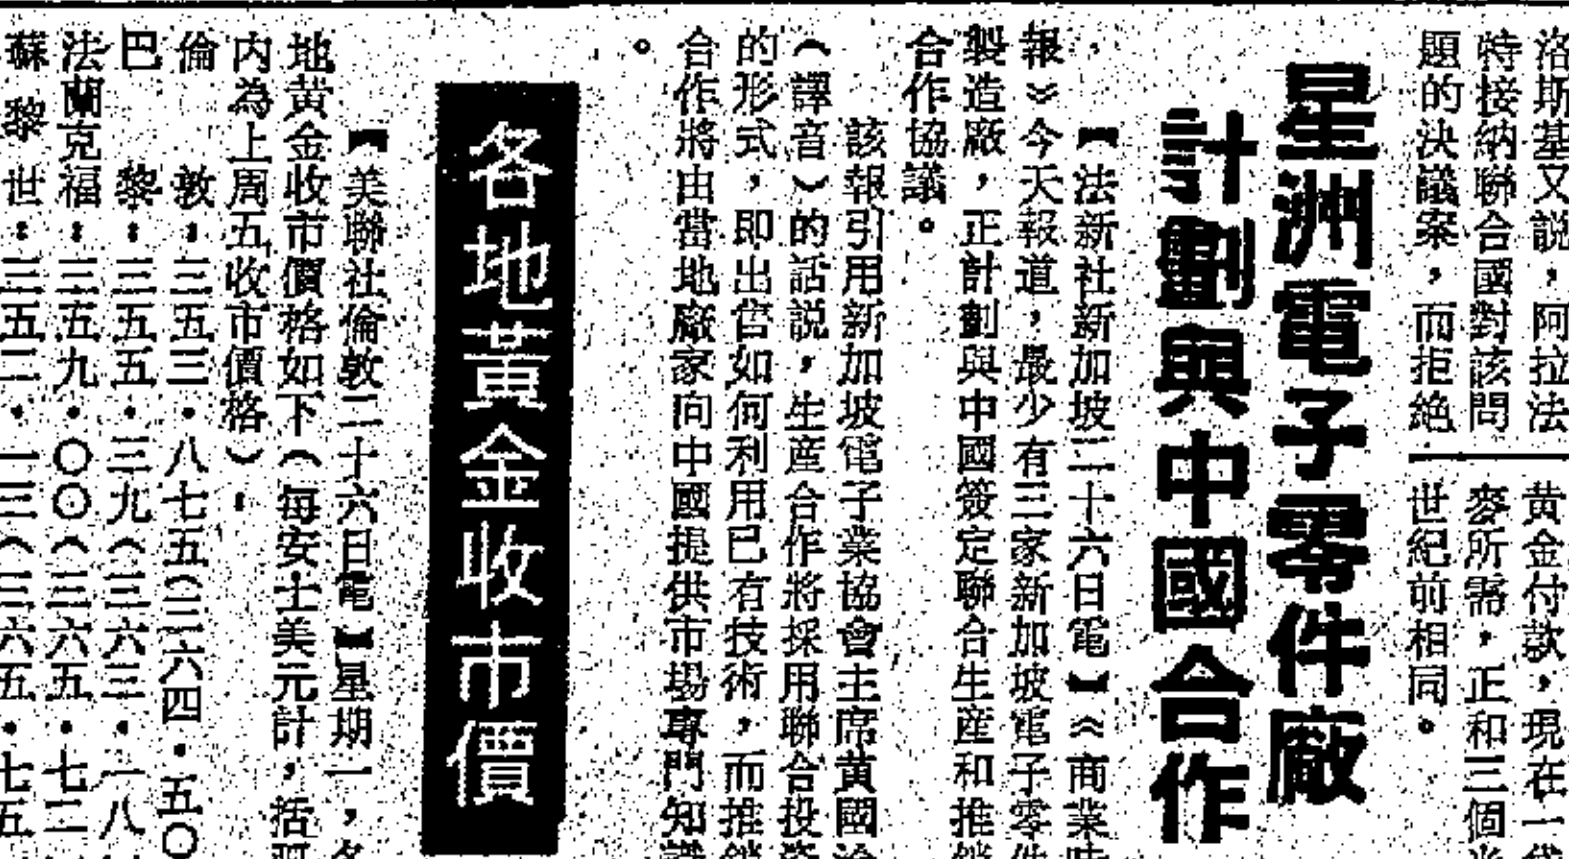 洛斯基又説，阿拉法
特接納聯合國對該問
題的決議案，而拒絶
黄金付款，現在一
麥所需，正和三個
世紀前相同。
星洲電子零件廠
計劃與中國合作
【法新社新加坡二十六日電】《商業時
報》今天報道，最少有三家新加坡電子零件
製造廠，正計劃與中國簽定聯合生産和推銷
合作協議。
該報引用新加坡電子業協會主席黄國
（譯音）的話説，生産合作將採用聯合投資
的形式，即出售如何利用已有技術，而推銷
合作將由當地廠家向中國提供市場專門知識
。
各地黃金收市價
【美聯社倫敦二十六日電】星期一，各
地黄金收市價格如下（每安士美元計，括
内為上周五收市價格）：
倫敦：三五三・八七五（三六四・五〇
巴黎：三五五・三九（三六三・一八
法蘭克福：三五九・〇〇（三六五・七二
蘇黎世：三五二・一三（三六五・七五